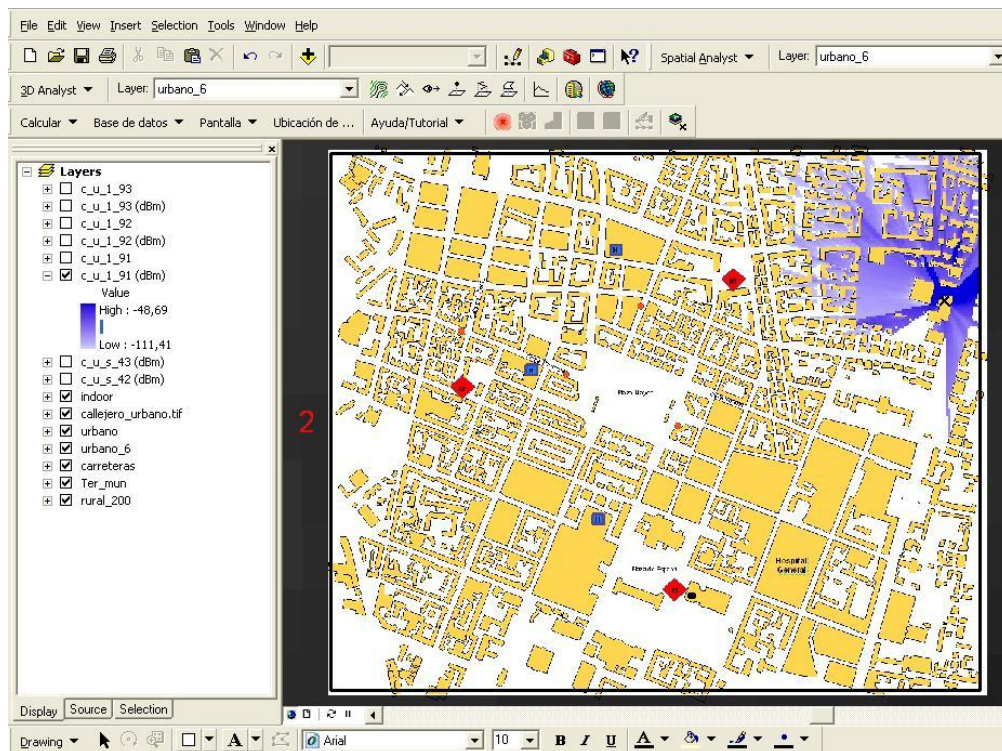 File Edit View Insert Selection Tools Window Help
Spatial Analyst Layer: urbano_6
3D Analyst Layer: urbano_6
Calcular Base de datos Pantalla Ubicación de ... Ayuda/Tutorial
Layers
c_u_1_93
c_u_1_93 (dBm)
c_u_1_92
c_u_1_92 (dBm)
c_u_1_91
c_u_1_91 (dBm)
Value
High : -48,69
Low : -111,41
c_u_s_43 (dBm)
c_u_s_42 (dBm)
indoor
callejero_urbano.tif
urbano
urbano_6
carreteras
Ter_mun
rural_200
2
Plaza Mayor
Hospital
General
Display Source Selection
Drawing A Arial 10 B I U A